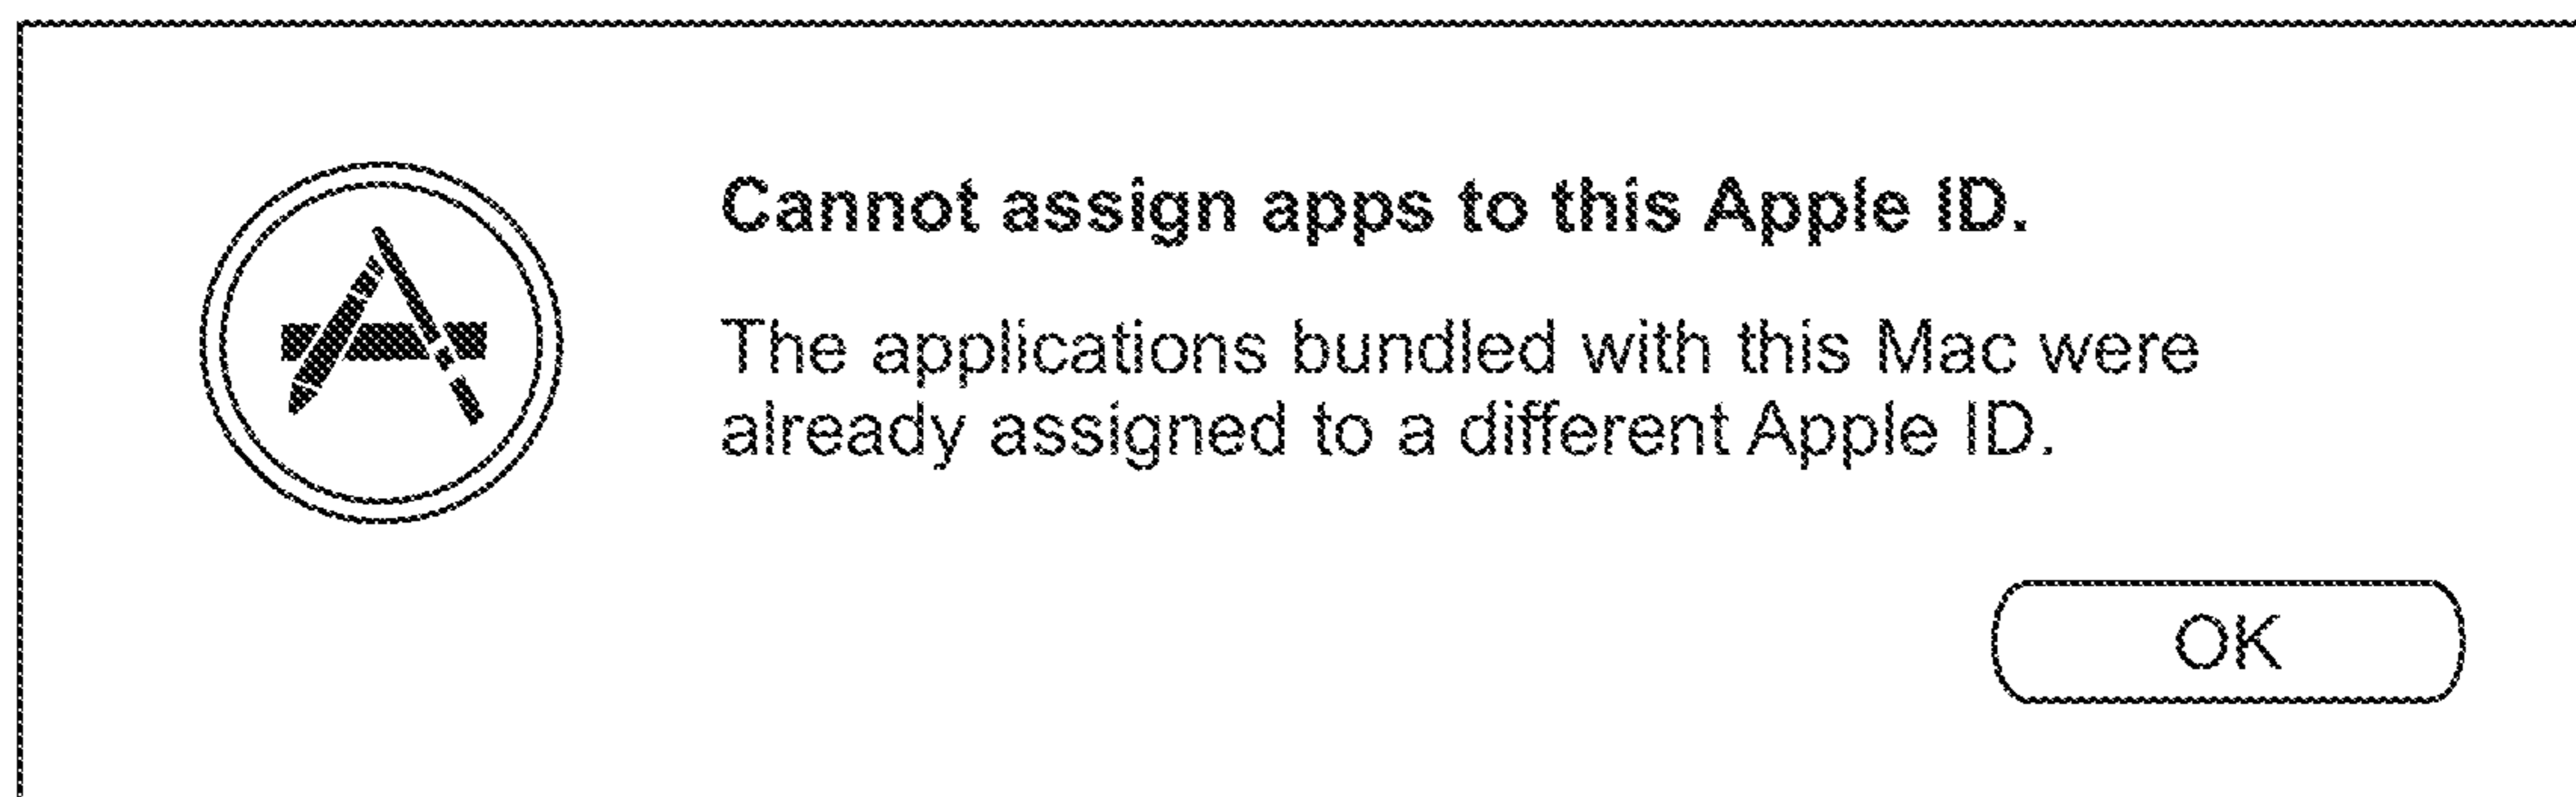 Cannot assign apps to this Apple ID.
The applications bundled with this Mac were
already assigned to a different Apple ID.
OK